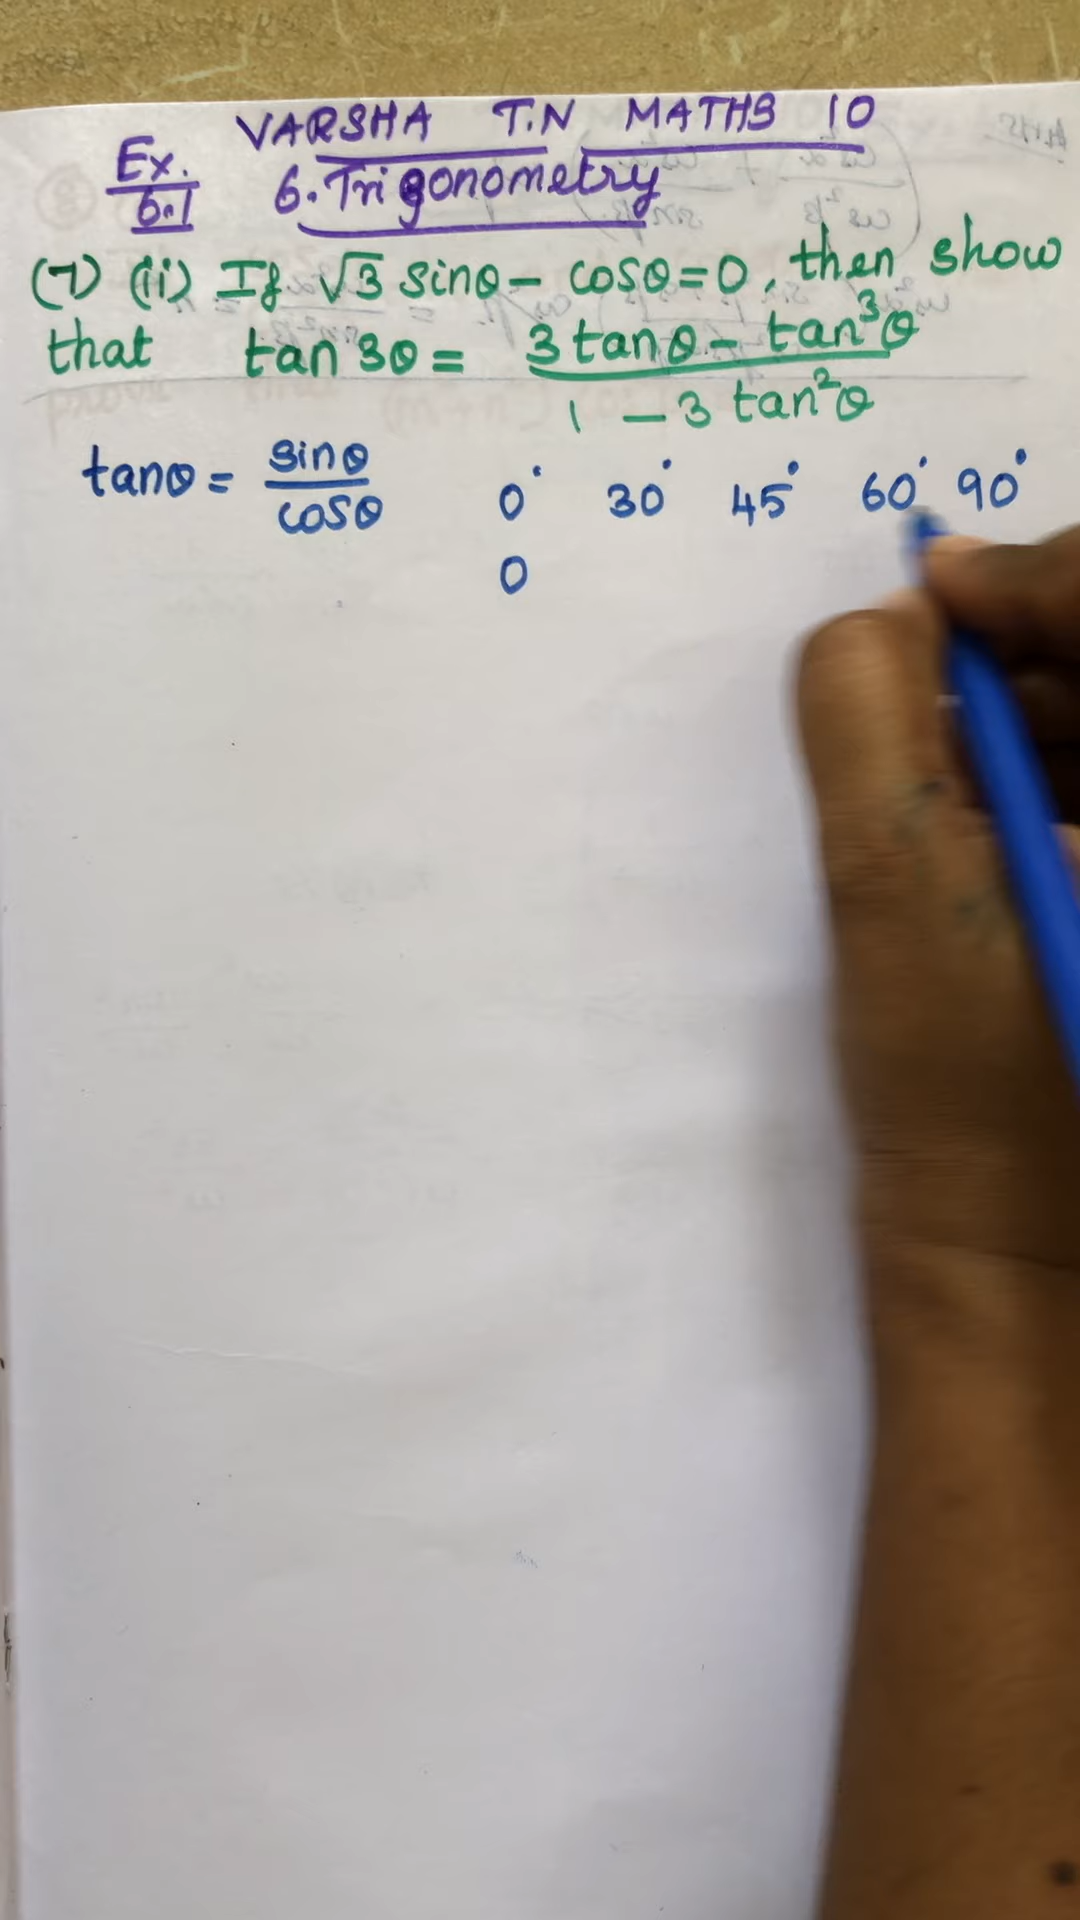 VARSHA T.N MATHS 10
Ex. 6.1 6. Trigonometry
(7) (ii) If √3 sinθ - cosθ = 0, then show
that tan 3θ = (3 tanθ - tan³θ) / (1 - 3 tan²θ)
tanθ = sinθ / cosθ 0° 30° 45° 60° 90°
0